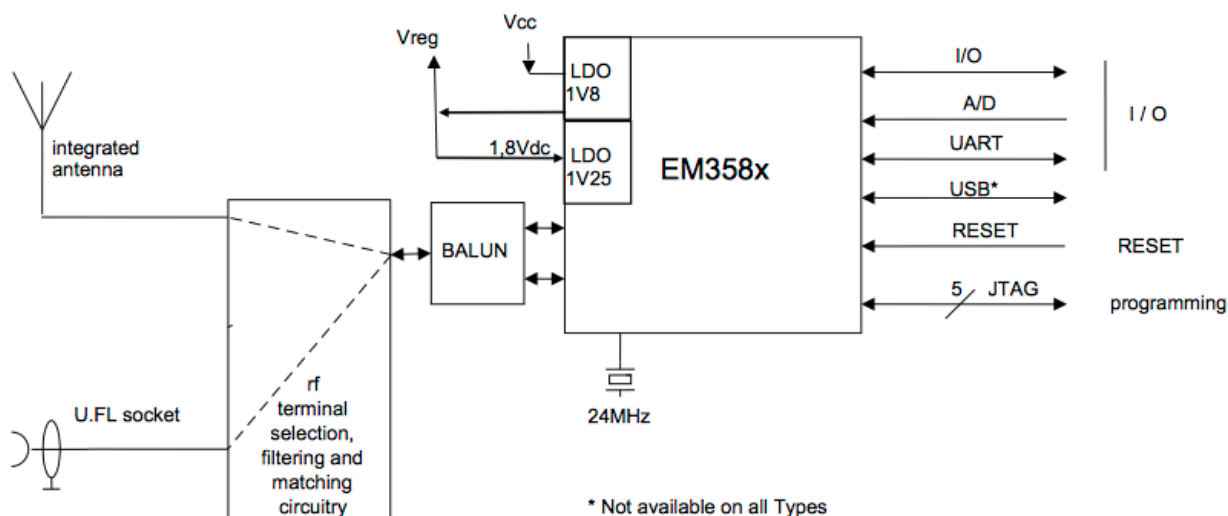 Vcc
Vreg
LDO
1V8
1,8Vdc
LDO
1V25
EM358x
I/O
A/D
I / O
UART
USB*
RESET
RESET
5
JTAG
programming
integrated
antenna
BALUN
U.FL socket
rf
terminal
selection,
filtering and
matching
circuitry
24MHz
* Not available on all Types